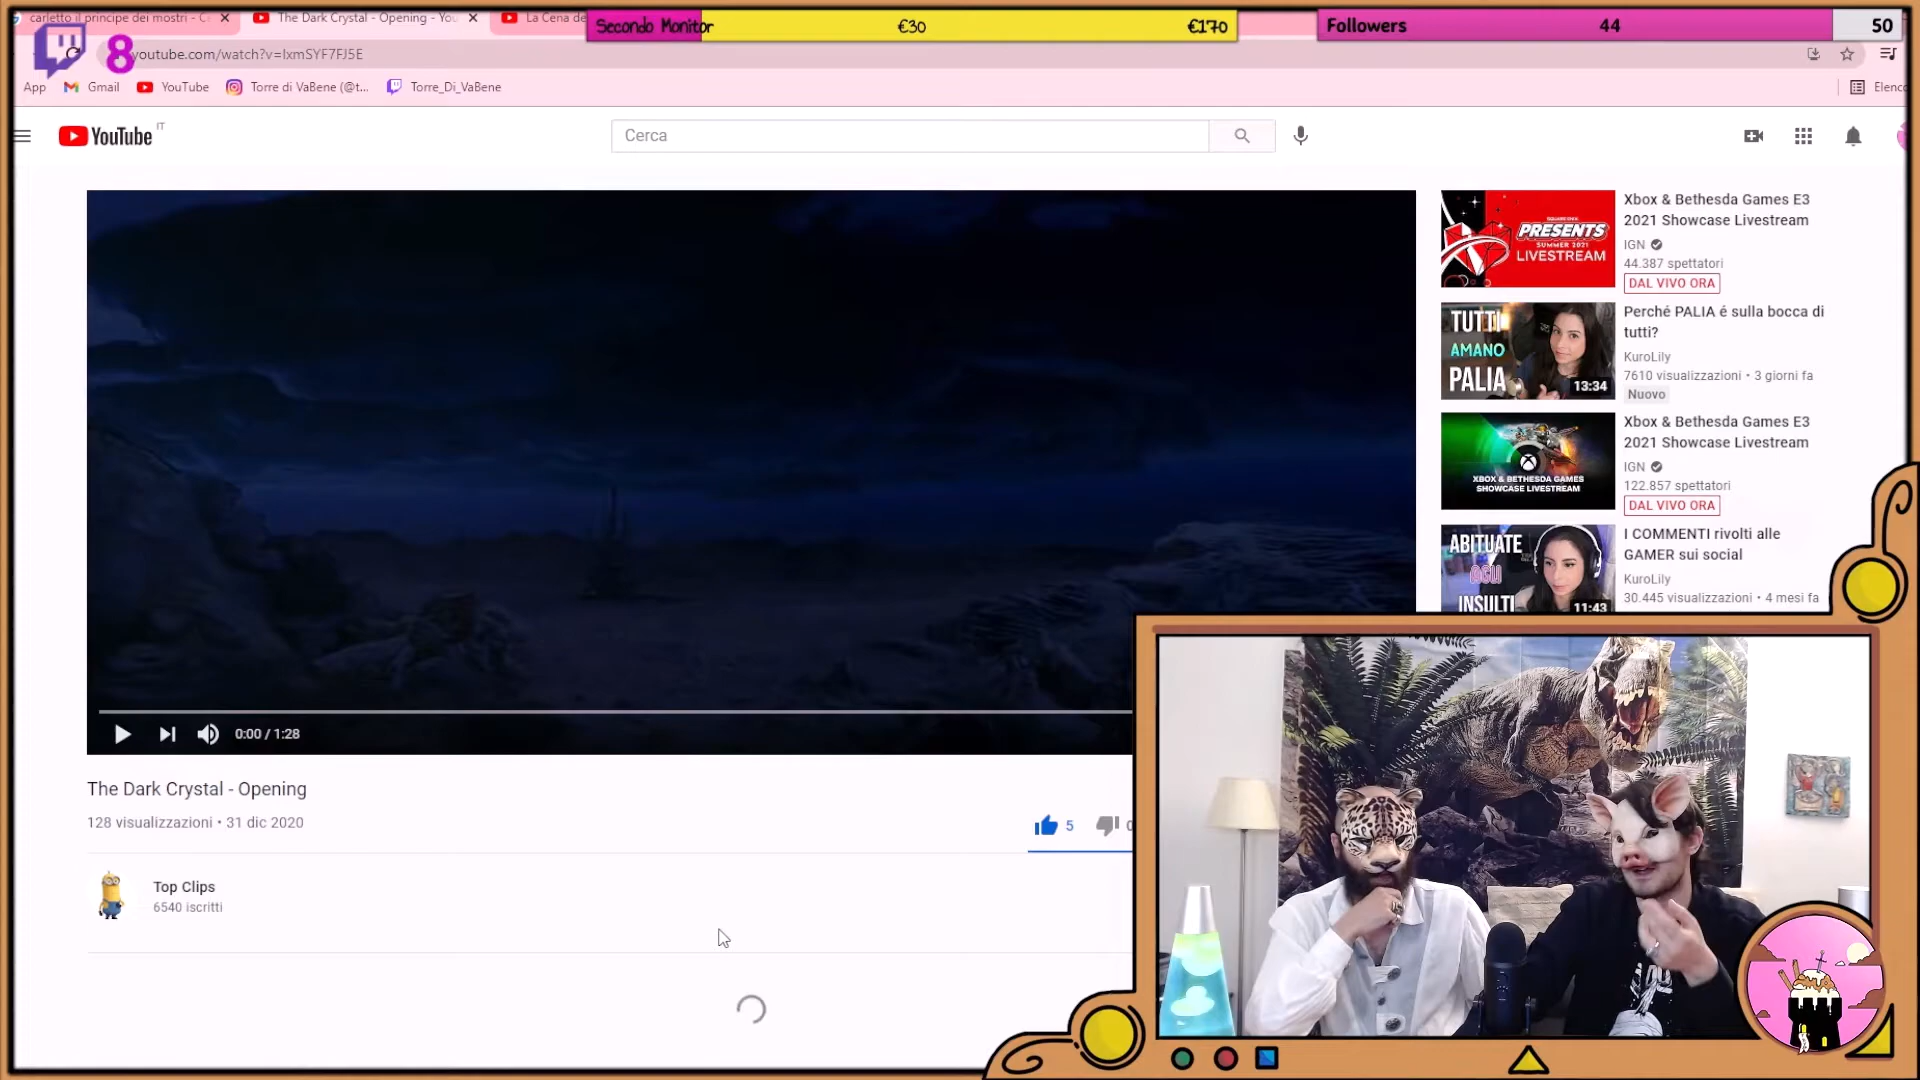 carletto il principe dei mostri - C
The Dark Crystal - Opening - You
La Cena de
Secondo Monitor
€30
€170
Followers
44
50
8
youtube.com/watch?v=IxmSYF7FJ5E
App
Gmail
YouTube
Torre di VaBene (@t...
Torre_Di_VaBene
Elenco
YouTube
IT
Cerca
PRESENTS
SUMMER 2021
LIVESTREAM
Xbox & Bethesda Games E3
2021 Showcase Livestream
IGN
44.387 spettatori
DAL VIVO ORA
TUTTI
AMANO
PALIA
13:34
Perché PALIA é sulla bocca di
tutti?
KuroLily
7610 visualizzazioni • 3 giorni fa
Nuovo
XBOX & BETHESDA GAMES
SHOWCASE LIVESTREAM
Xbox & Bethesda Games E3
2021 Showcase Livestream
IGN
122.857 spettatori
DAL VIVO ORA
ABITUATE
AGLI
INSULTI
11:43
I COMMENTI rivolti alle
GAMER sui social
KuroLily
30.445 visualizzazioni • 4 mesi fa
0:00 / 1:28
The Dark Crystal - Opening
128 visualizzazioni • 31 dic 2020
5
0
Top Clips
6540 iscritti